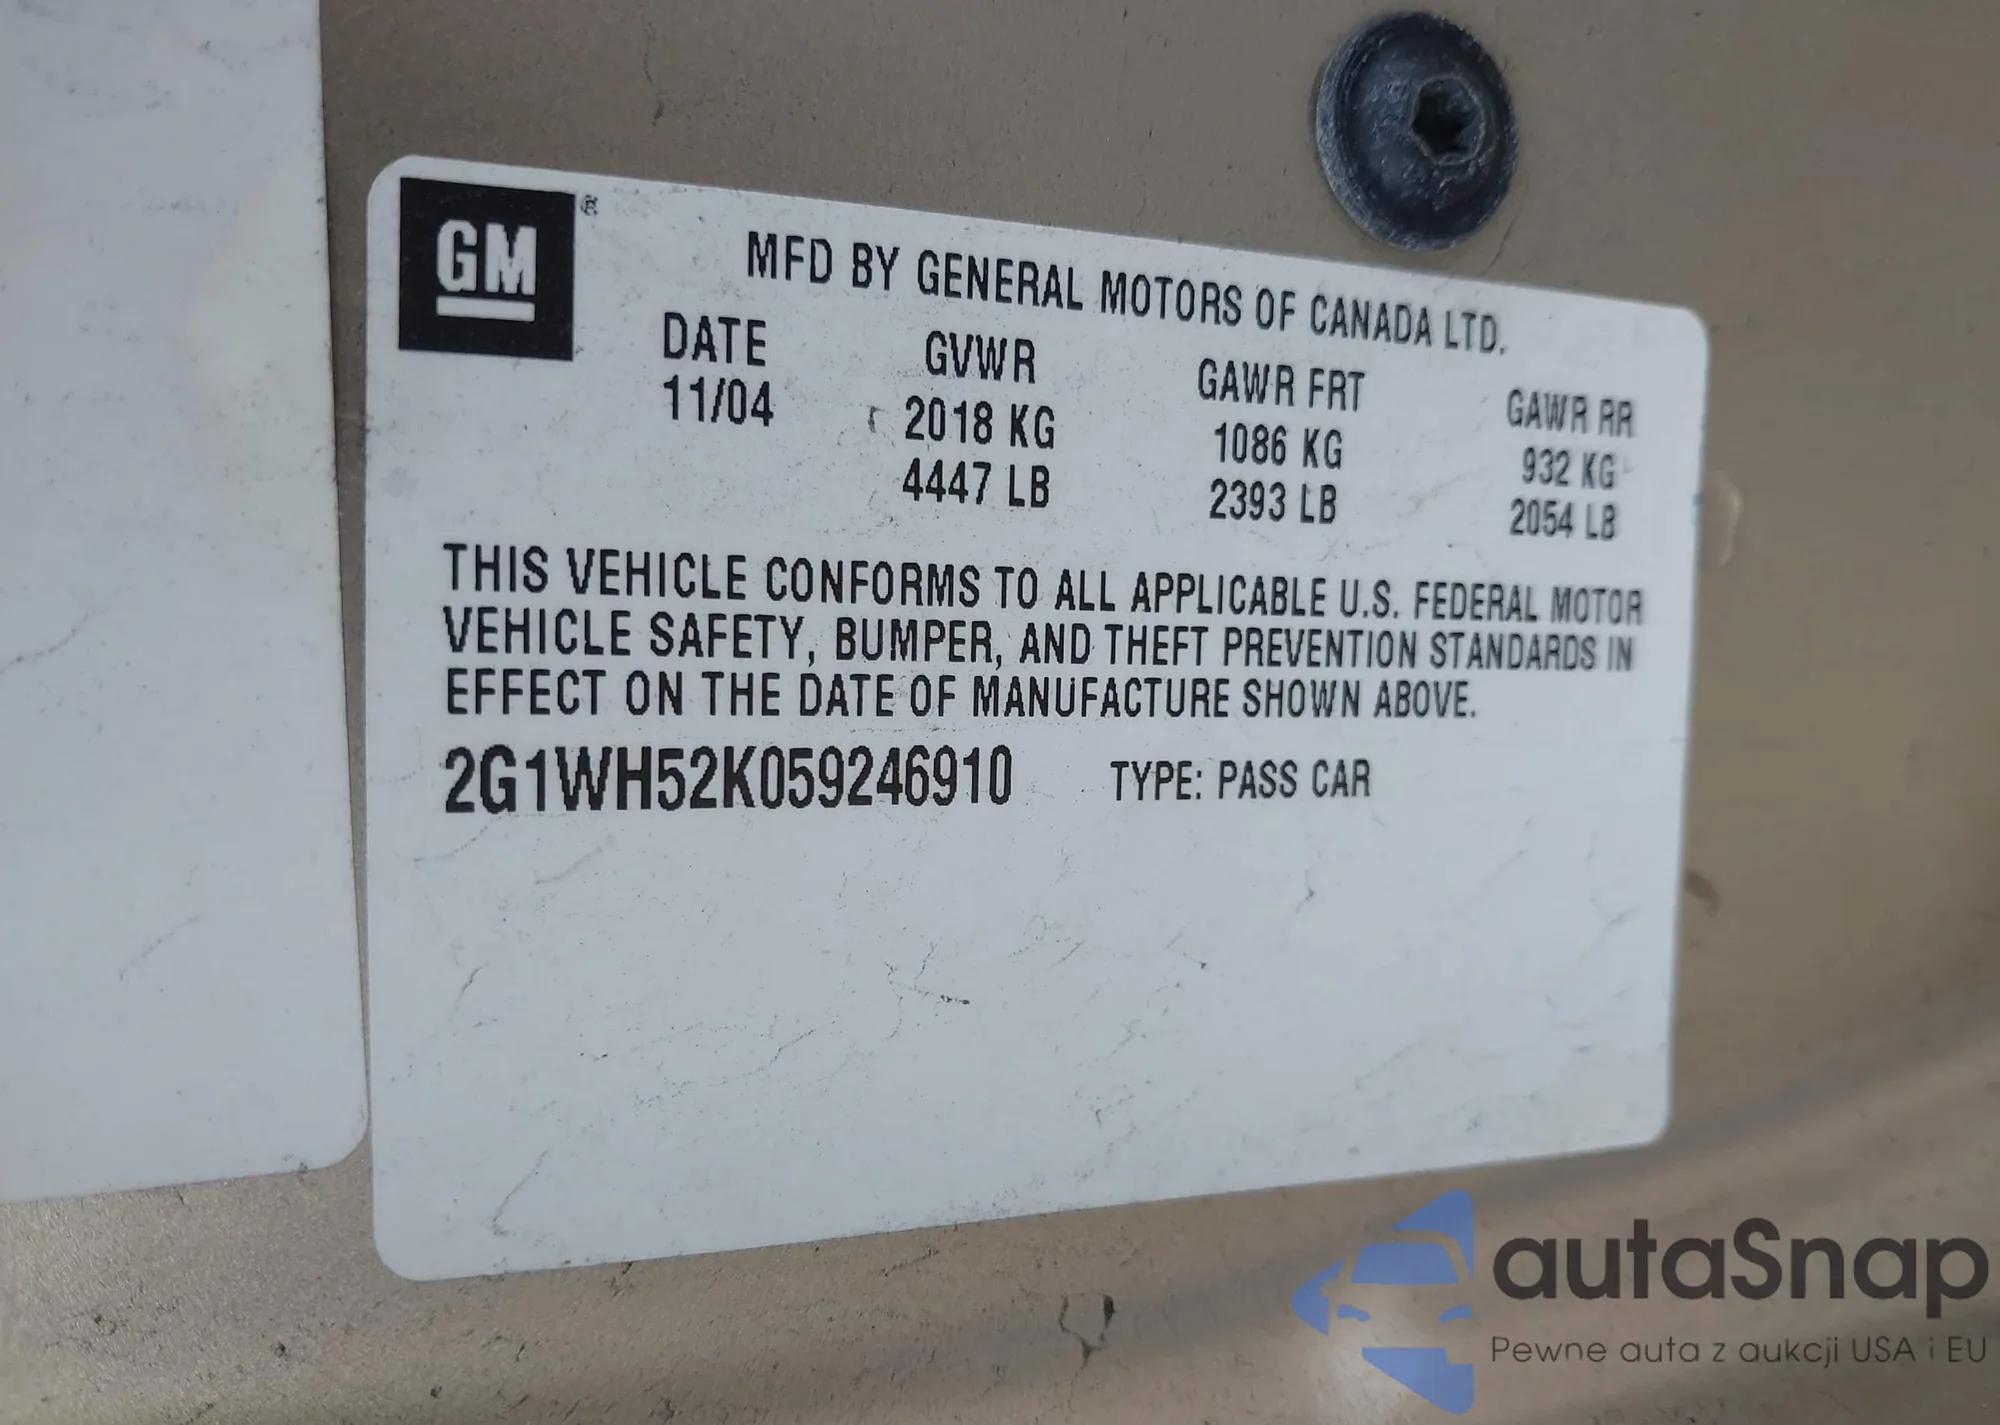 GM ®
MFD BY GENERAL MOTORS OF CANADA LTD.
DATE GVWR GAWR FRT GAWR RR
11/04 2018 KG 1086 KG 932 KG
4447 LB 2393 LB 2054 LB
THIS VEHICLE CONFORMS TO ALL APPLICABLE U.S. FEDERAL MOTOR
VEHICLE SAFETY, BUMPER, AND THEFT PREVENTION STANDARDS IN
EFFECT ON THE DATE OF MANUFACTURE SHOWN ABOVE.
2G1WH52K059246910 TYPE: PASS CAR
autaSnap
Pewne auta z aukcji USA i EU